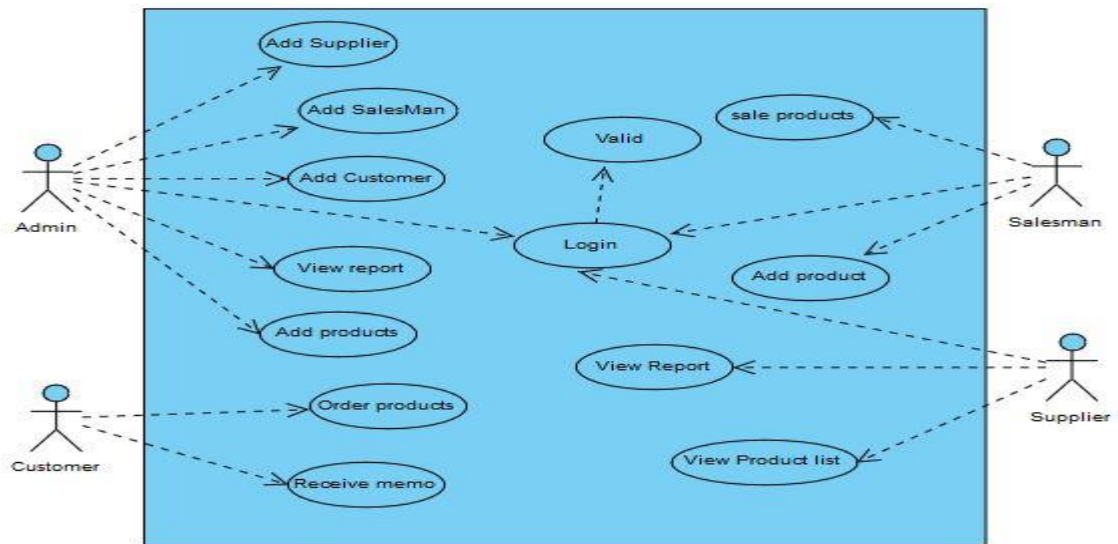 Add Supplier
Add SalesMan
Valid
sale products
Add Customer
Admin
Salesman
Login
View report
Add product
Add products
View Report
Order products
Supplier
Customer
View Product list
Receive memo